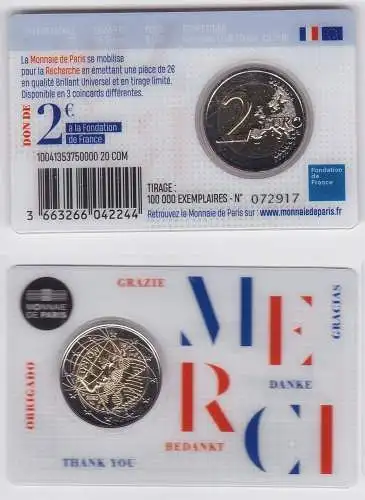 La Monnaie de Paris se mobilise
pour la Recherche en émettant une pièce de 2€
en qualité Brillant Universel et en tirage limité.
Disponible en 3 coincards différentes.
DON DE
2€
à la Fondation
de France
10041353750000 20 COM
3 663266 042244
TIRAGE :
100 000 EXEMPLAIRES - N° 072917
Retrouvez la Monnaie de Paris sur : www.monnaiedeparis.fr
2 EURO
Fondation
de
France
MONNAIE
DE PARIS
GRAZIE
GRACIAS
OBRIGADO
MERCI
DANKE
BEDANKT
THANK YOU